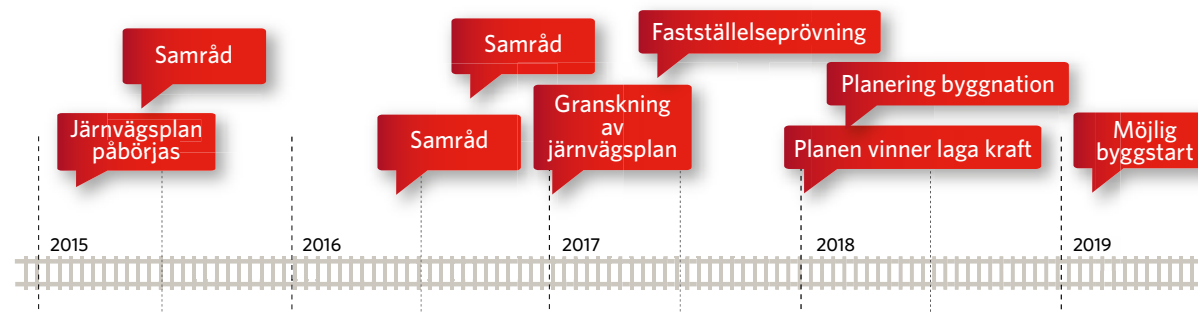 Samråd
Järnvägsplan
påbörjas
Samråd
Samråd
Fastställelseprövning
Granskning
av
järnvägsplan
Planering byggnation
Planen vinner laga kraft
Möjlig
byggstart
2015
2016
2017
2018
2019